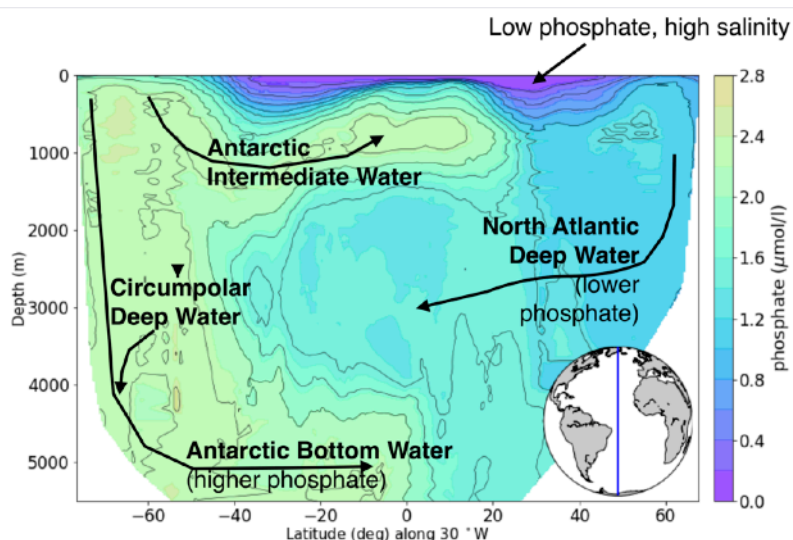 Low phosphate, high salinity
0
1000
2000
3000
4000
5000
Depth (m)
Antarctic
Intermediate Water
North Atlantic
Deep Water
(lower
phosphate)
Circumpolar
Deep Water
Antarctic Bottom Water
(higher phosphate)
−60
−40
−20
0
20
40
60
Latitude (deg) along 30 °W
2.8
2.4
2.0
1.6
1.2
0.8
0.4
0.0
phosphate (μmol/l)